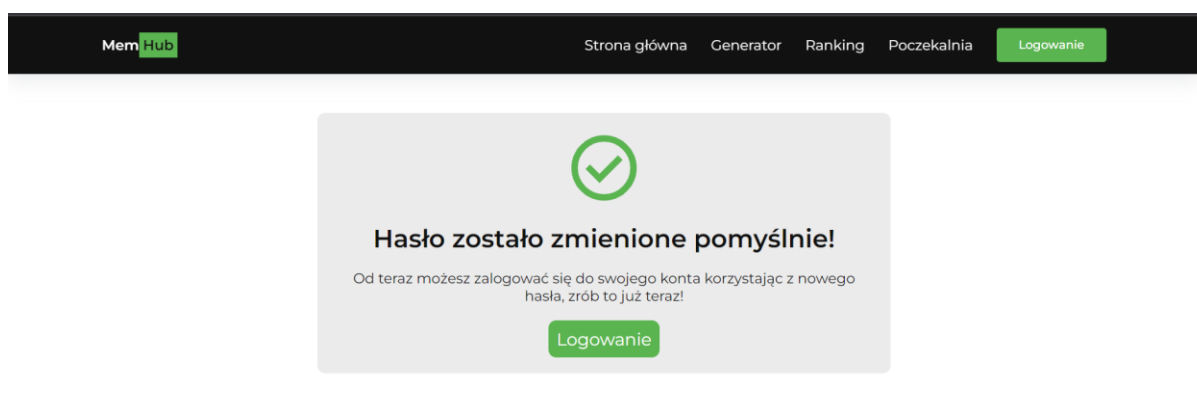 Mem Hub Strona główna Generator Ranking Poczekalnia Logowanie
Hasło zostało zmienione pomyślnie!
Od teraz możesz zalogować się do swojego konta korzystając z nowego
hasła, zrób to już teraz!
Logowanie